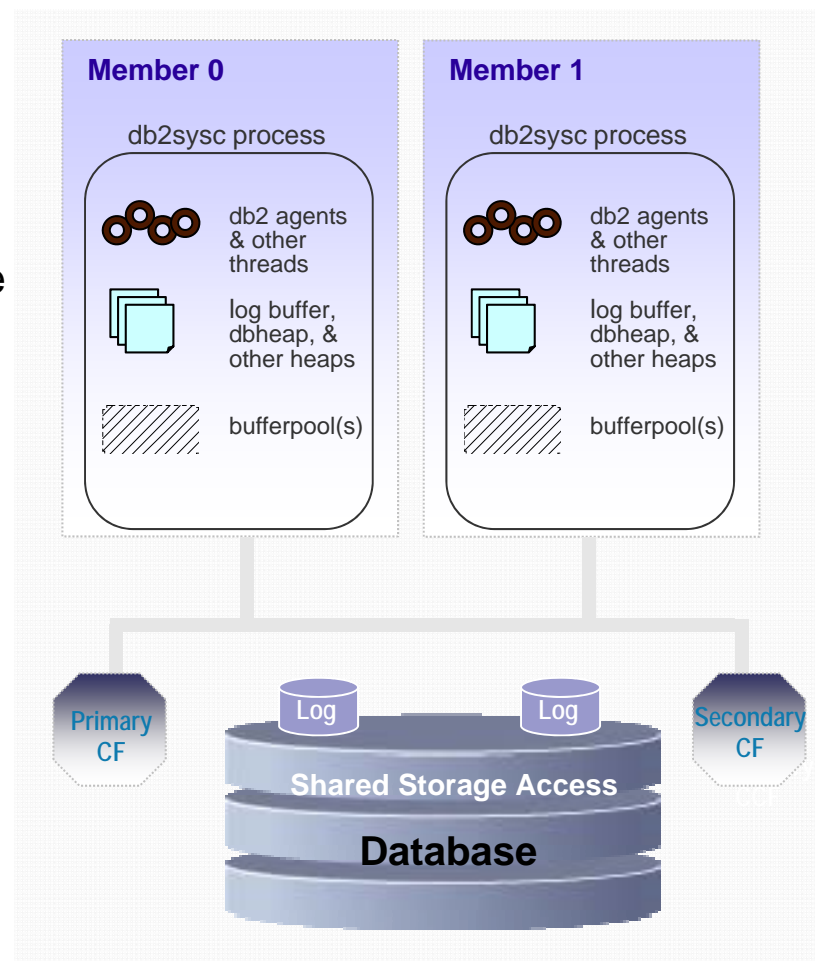 Member 0
db2sysc process
db2 agents
& other
threads
log buffer,
dbheap, &
other heaps
bufferpool(s)
Member 1
db2sysc process
db2 agents
& other
threads
log buffer,
dbheap, &
other heaps
bufferpool(s)
e
Primary
CF
Log
Log
Secondary
CF
Shared Storage Access
Database